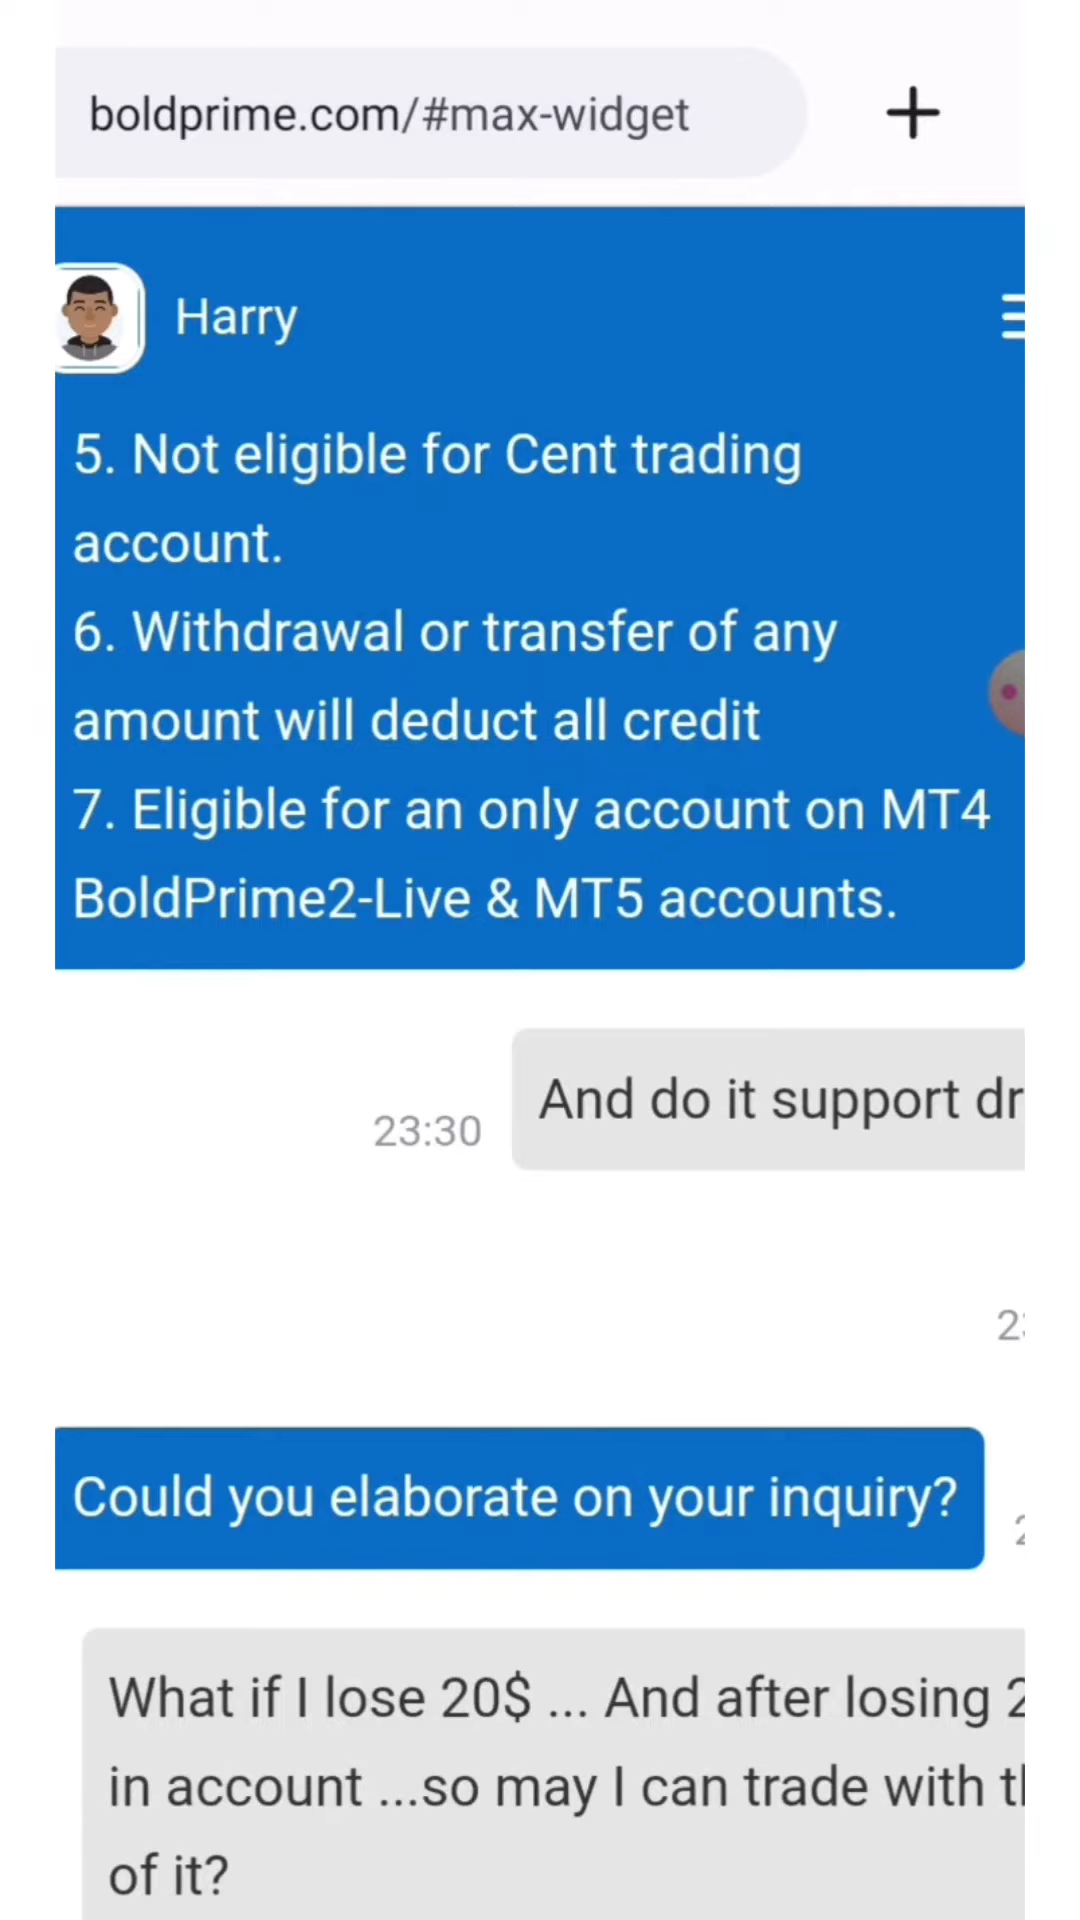 boldprime.com/#max-widget
Harry
5. Not eligible for Cent trading
account.
6. Withdrawal or transfer of any
amount will deduct all credit
7. Eligible for an only account on MT4
BoldPrime2-Live & MT5 accounts.
And do it support
23:30
Could you elaborate on your inquiry?
What if I lose 20$ ... And after losing
in account ...so may I can trade with
of it?